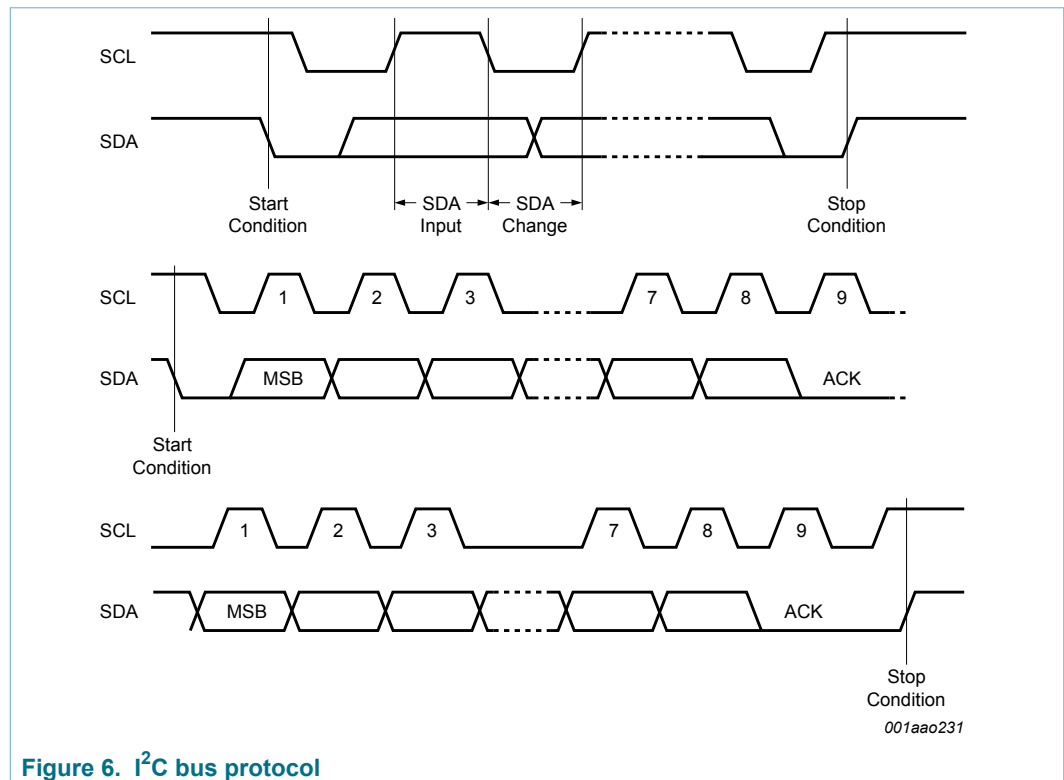 SCL
SDA
Start
Condition
SDA
Input
SDA
Change
Stop
Condition
SCL
1 2 3 7 8 9
SDA
MSB ACK
Start
Condition
SCL
1 2 3 7 8 9
SDA
MSB ACK
Stop
Condition
001aao231
Figure 6. I²C bus protocol